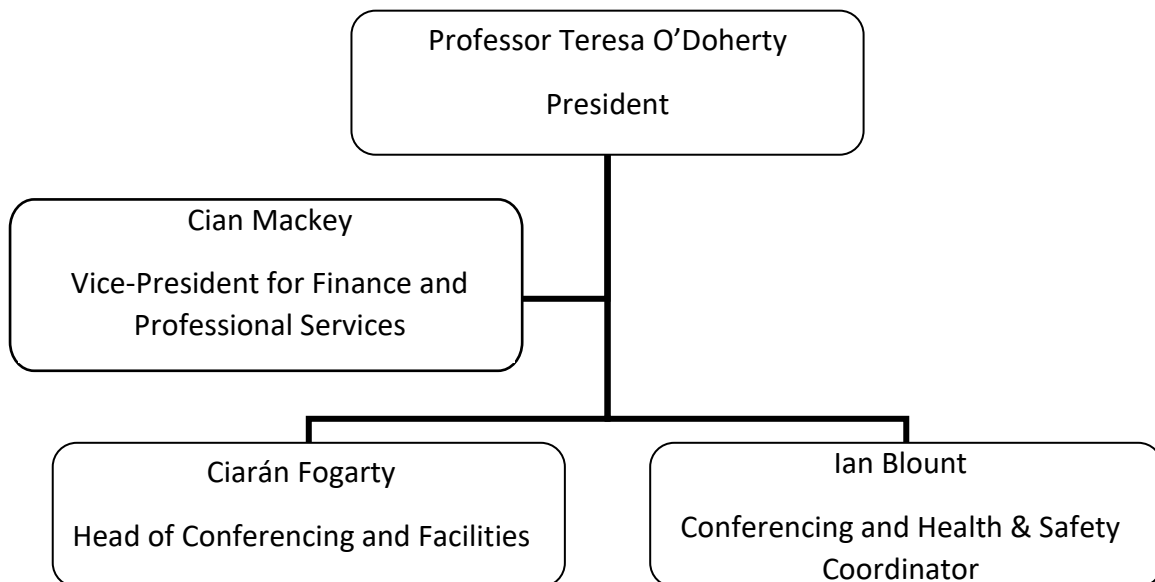 Professor Teresa O’Doherty
President
Cian Mackey
Vice-President for Finance and
Professional Services
Ciarán Fogarty
Head of Conferencing and Facilities
Ian Blount
Conferencing and Health & Safety
Coordinator